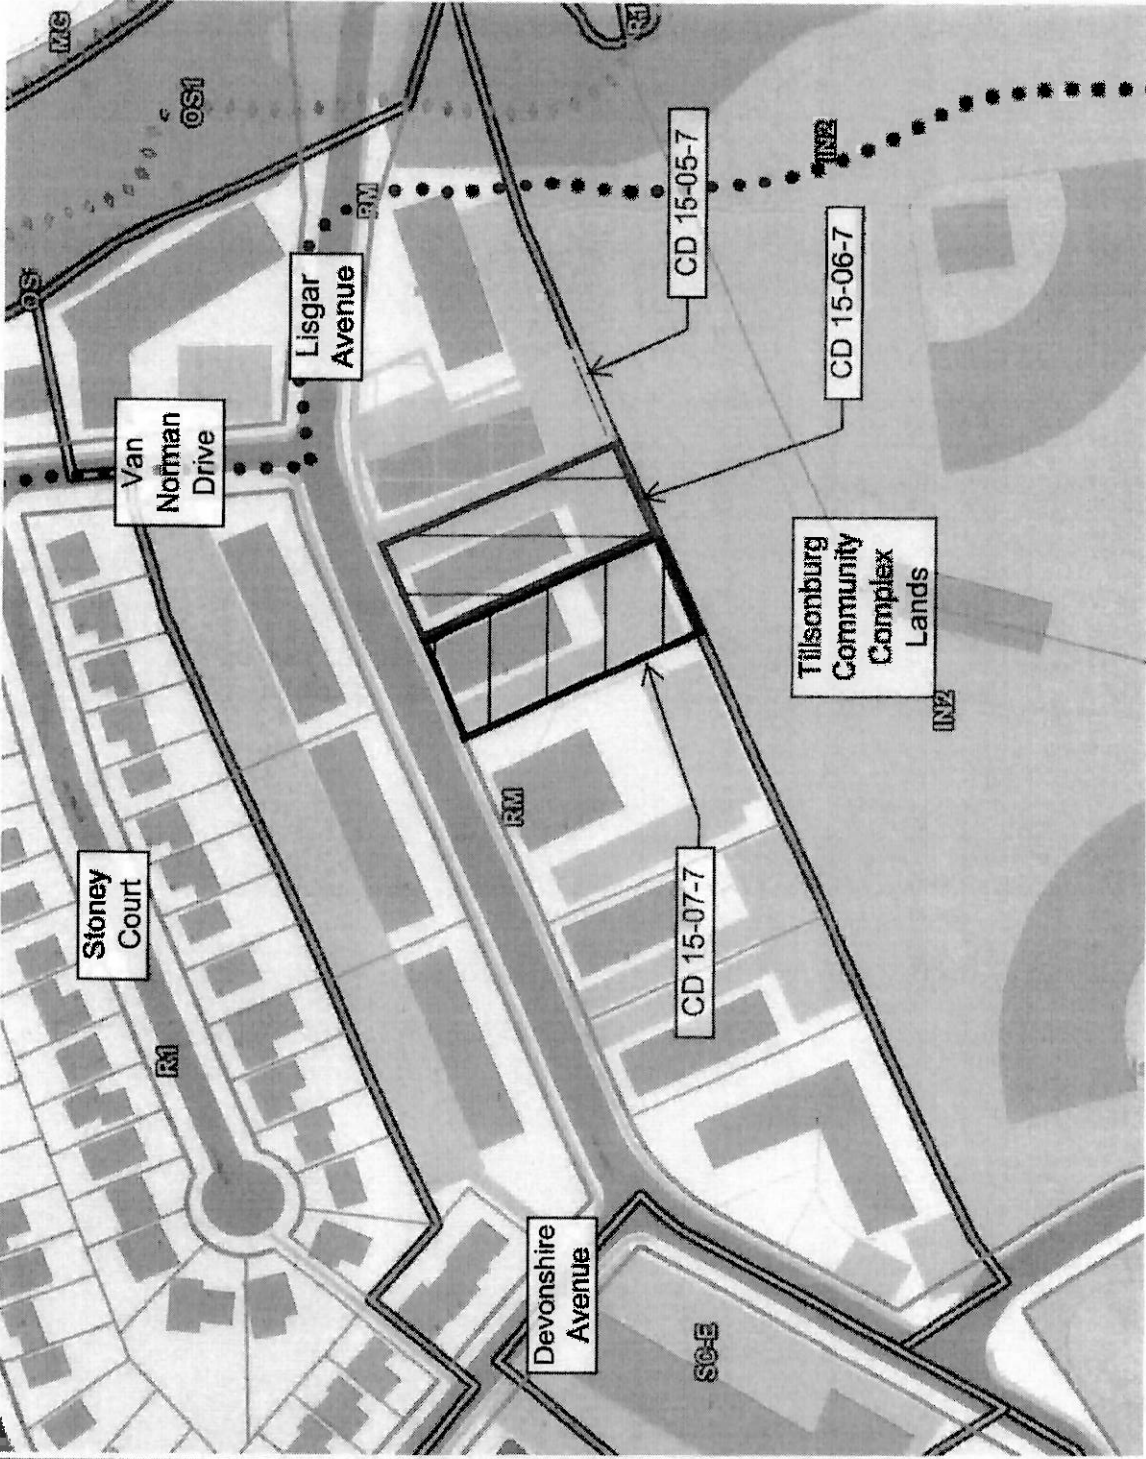 MG
OS1
R1
OS1
RM
IN2
CD 15-05-7
CD 15-06-7
Lisgar
Avenue
Van
Norman
Drive
Tillsonburg
Community
Complex
Lands
IN2
RM
CD 15-07-7
Stoney
Court
R1
Devonshire
Avenue
SC-E